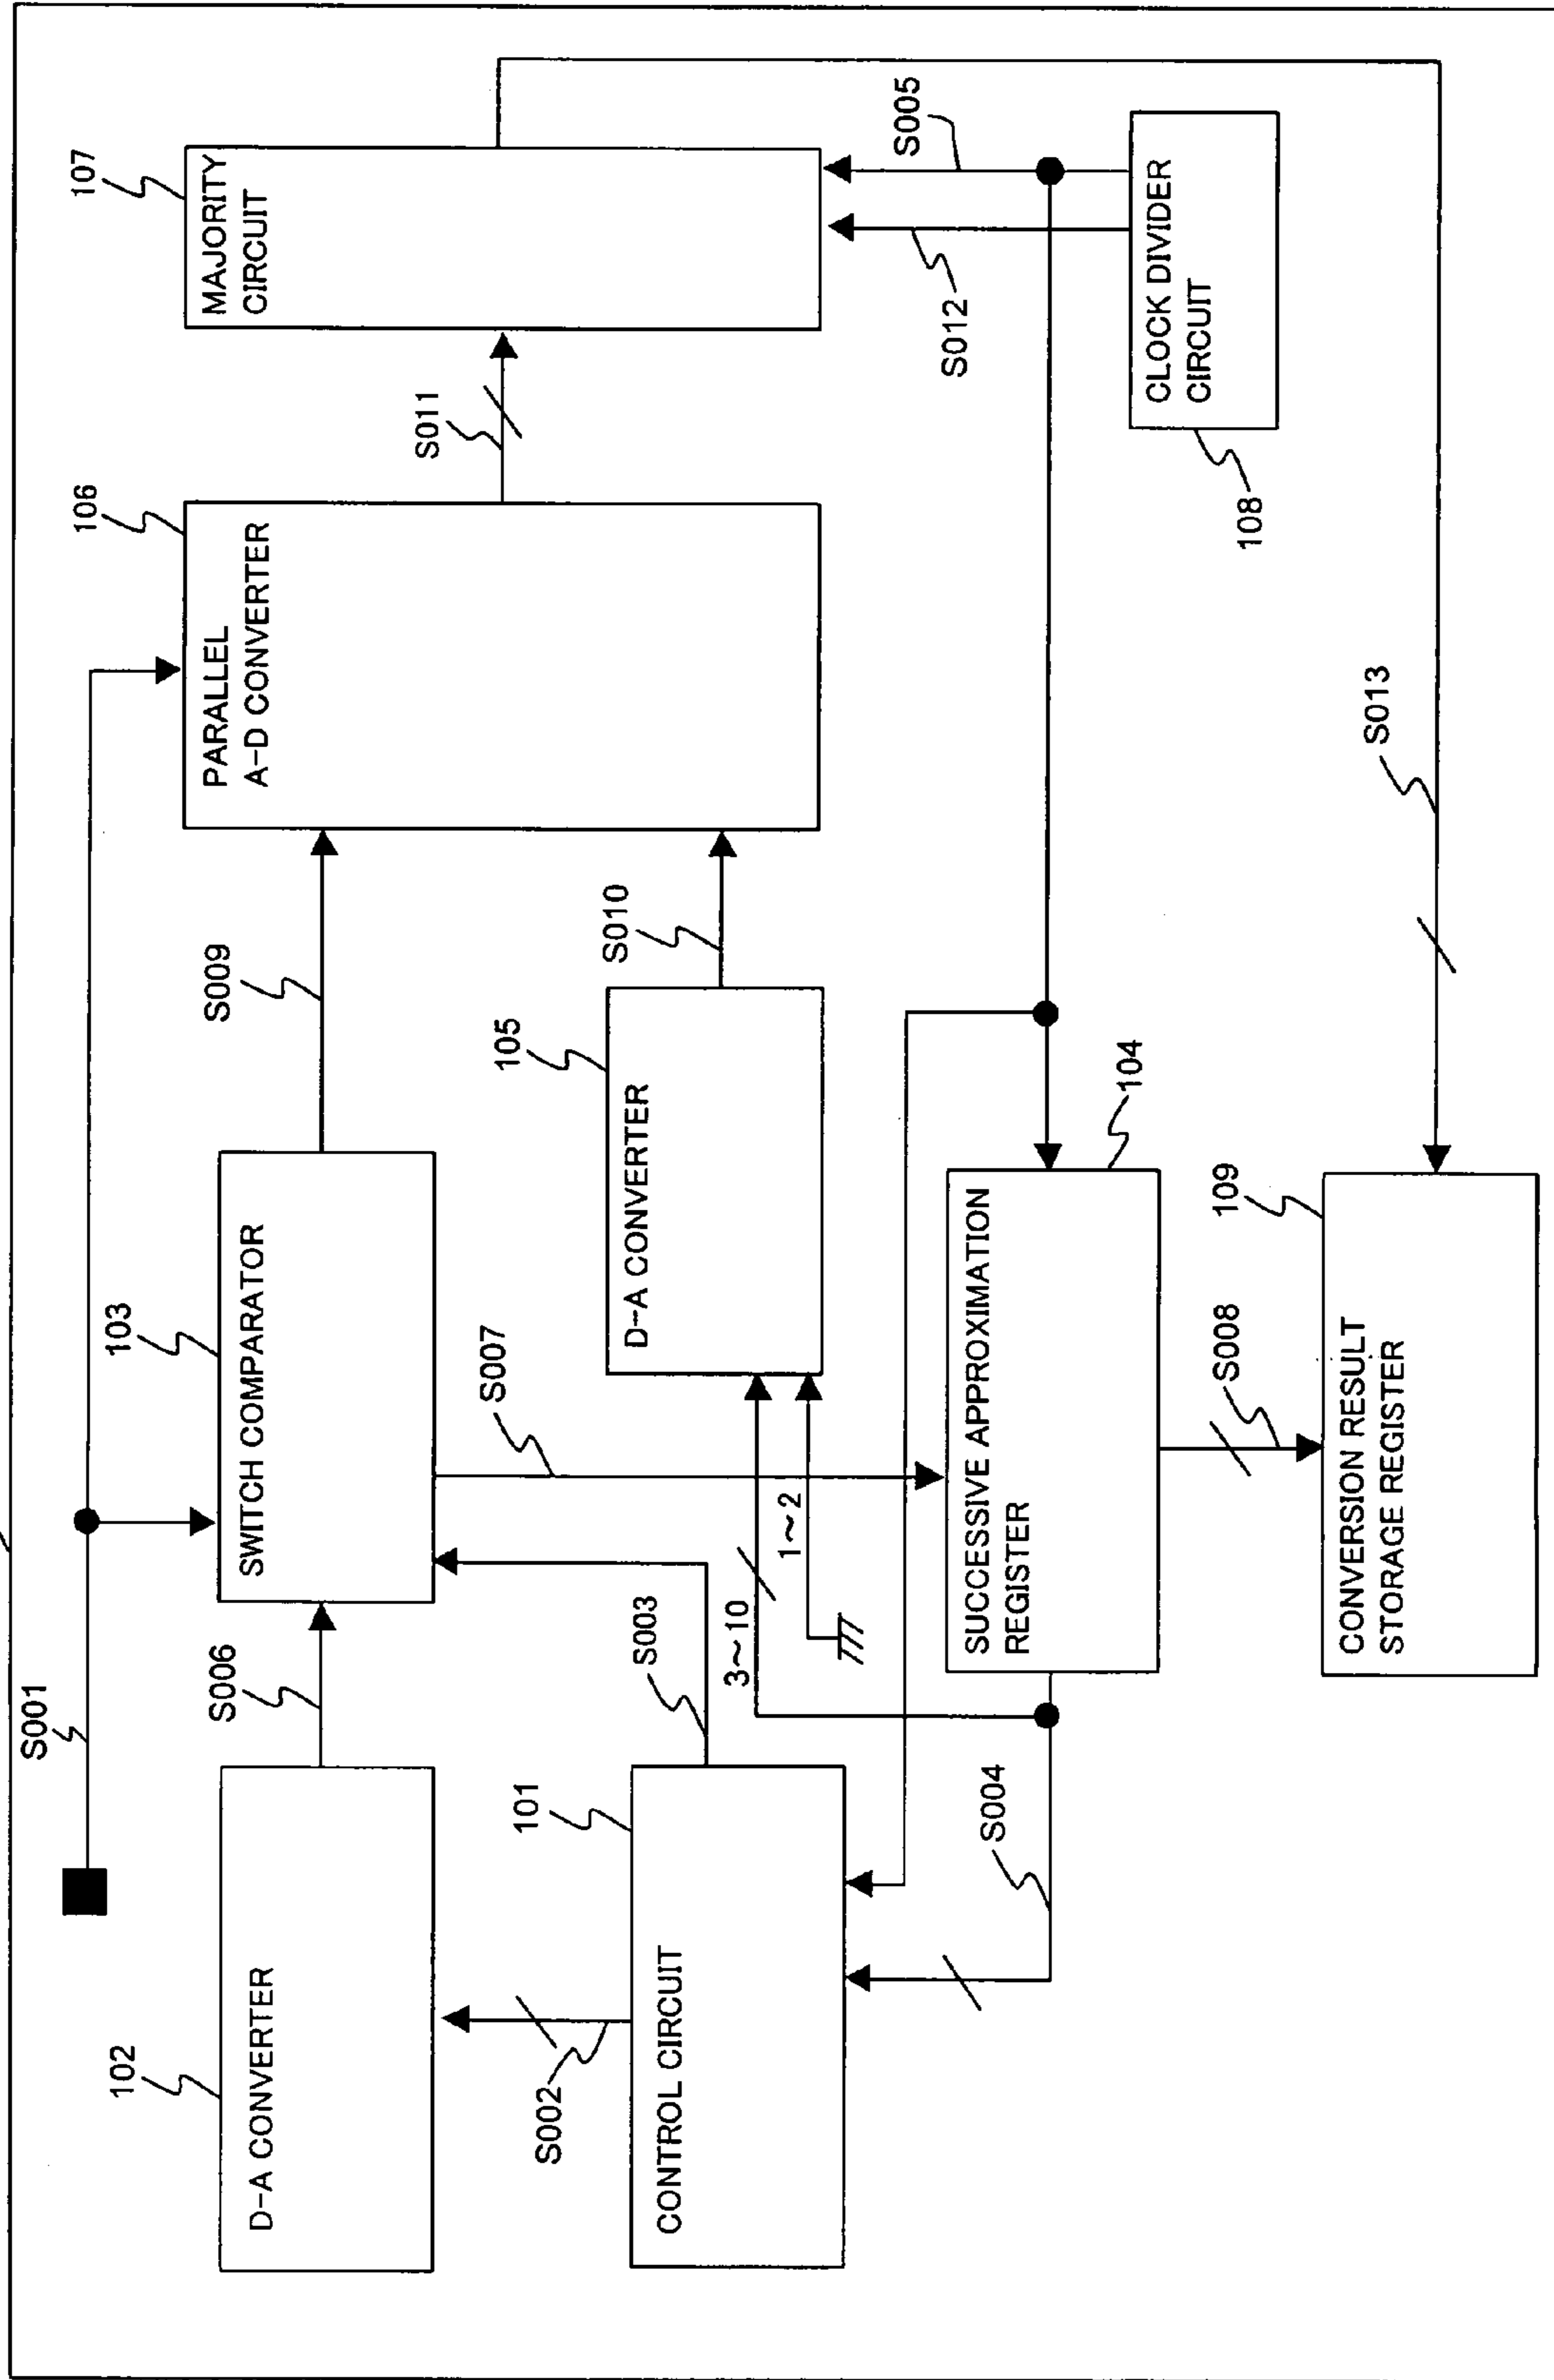 S001
102
D-A CONVERTER
S006
103
SWITCH COMPARATOR
S009
106
PARALLEL
A-D CONVERTER
S011
107
MAJORITY
CIRCUIT
S002
101
CONTROL CIRCUIT
S003
S007
3~10
1~2
105
D-A CONVERTER
S010
S004
SUCCESSIVE APPROXIMATION
REGISTER
104
S005
S012
CLOCK DIVIDER
CIRCUIT
108
S008
109
CONVERSION RESULT
STORAGE REGISTER
S013